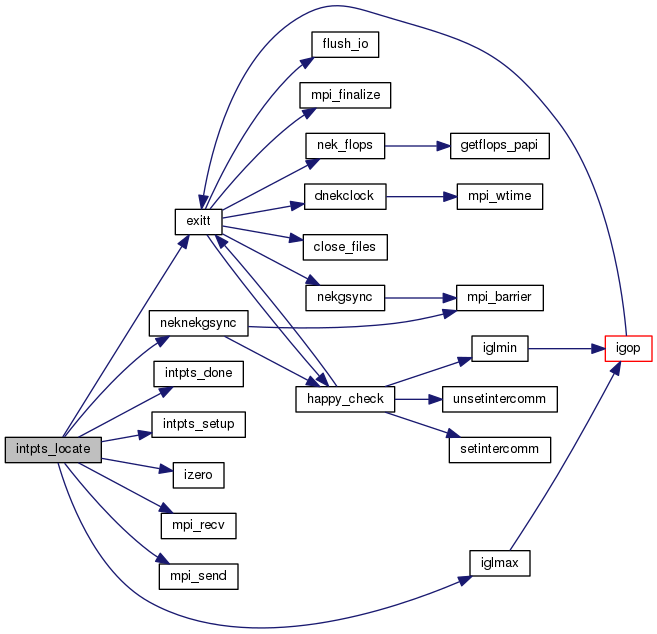 flush_io
mpi_finalize
nek_flops
getflops_papi
dnekclock
mpi_wtime
exitt
close_files
nekgsync
mpi_barrier
neknekgsync
iglmin
igop
intpts_done
happy_check
unsetintercomm
intpts_setup
setintercomm
intpts_locate
izero
mpi_recv
iglmax
mpi_send